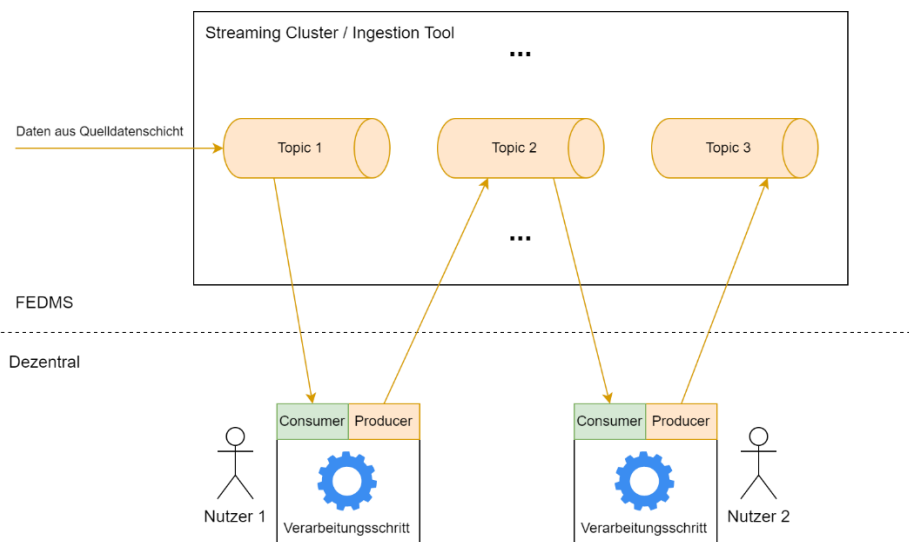 Streaming Cluster / Ingestion Tool
...
Daten aus Quelldatenschicht
Topic 1
Topic 2
Topic 3
...
FEDMS
Dezentral
Consumer
Producer
Consumer
Producer
Nutzer 1
Verarbeitungsschritt
Verarbeitungsschritt
Nutzer 2